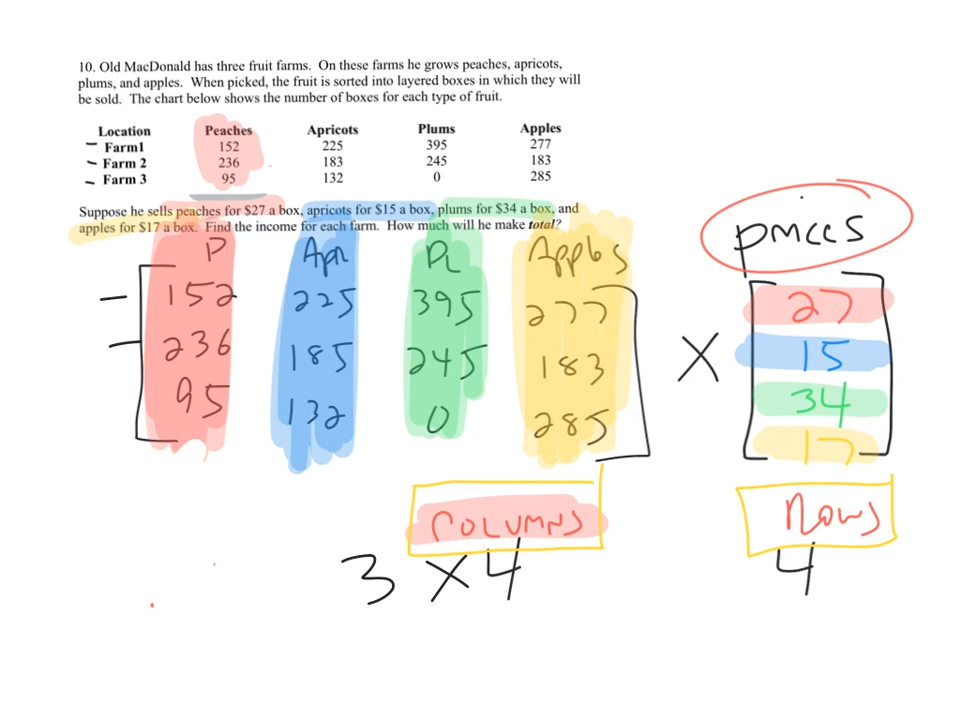 10. Old MacDonald has three fruit farms. On these farms he grows peaches, apricots,
plums, and apples. When picked, the fruit is sorted into layered boxes in which they will
be sold. The chart below shows the number of boxes for each type of fruit.
Location Peaches Apricots Plums Apples
Farm1 152 225 395 277
Farm 2 236 183 245 183
Farm 3 95 132 0 285
Suppose he sells peaches for $27 a box, apricots for $15 a box, plums for $34 a box, and
apples for $17 a box. Find the income for each farm. How much will he make total?
prices
P Apr PL Apples
152 225 395 277
236 185 245 183
95 132 0 285
X
27
15
34
17
COLUMNS Rows
3 X 4 4